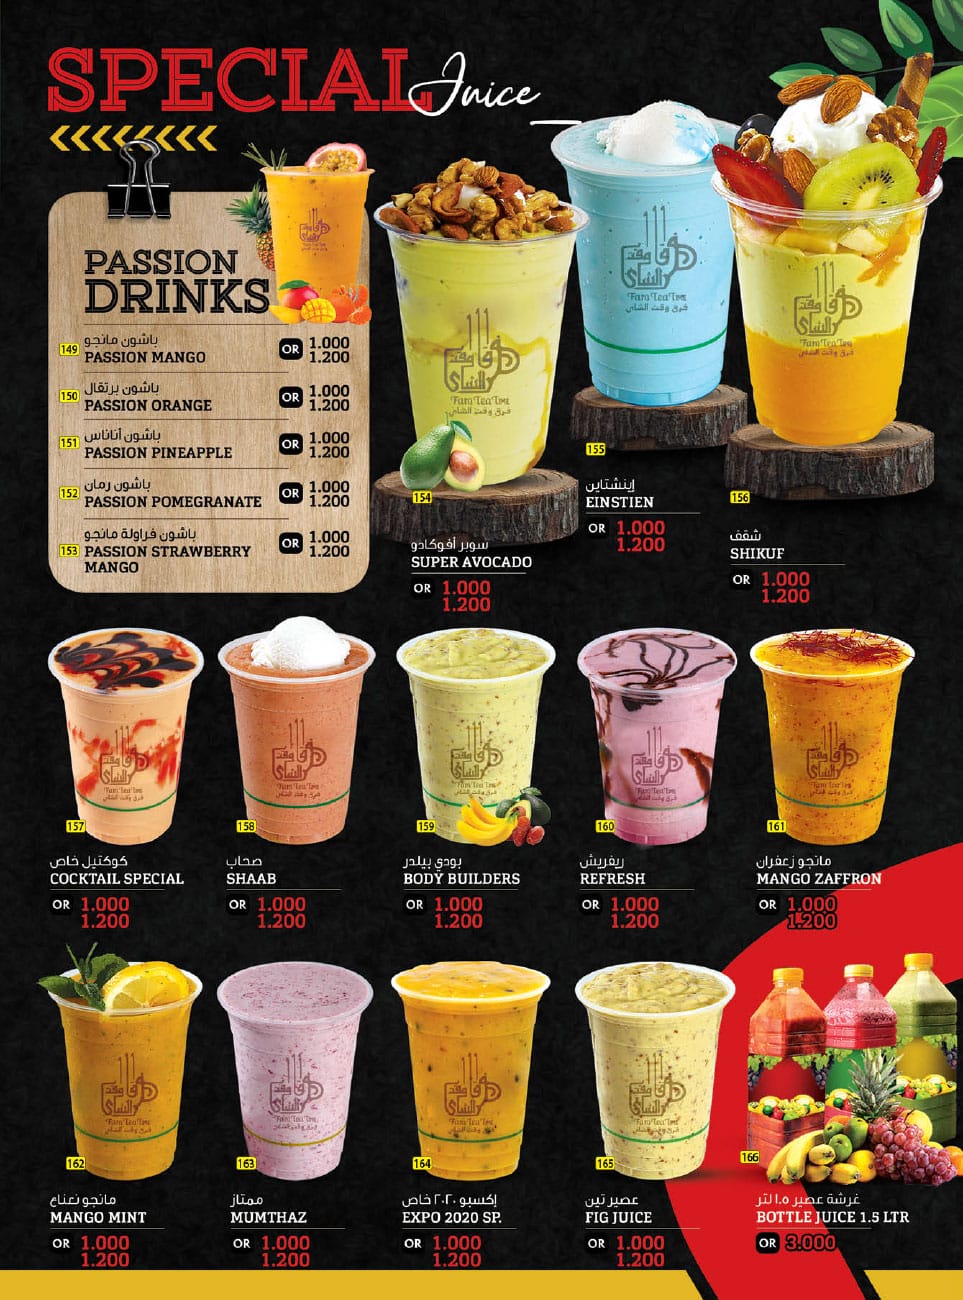 SPECIAL Juice
PASSION
DRINKS
149
باشون مانجو
PASSION MANGO
OR 1.000
1.200
150
باشون برتقال
PASSION ORANGE
OR 1.000
1.200
151
باشون أناناس
PASSION PINEAPPLE
OR 1.000
1.200
152
باشون رمان
PASSION POMEGRANATE
OR 1.000
1.200
153
باشون فراولة مانجو
PASSION STRAWBERRY
MANGO
OR 1.000
1.200
154
سوبر أفوكادو
SUPER AVOCADO
OR 1.000
1.200
155
إينشتاين
EINSTIEN
OR 1.000
1.200
156
شقف
SHIKUF
OR 1.000
1.200
157
كوكتيل خاص
COCKTAIL SPECIAL
OR 1.000
1.200
158
صحاب
SHAAB
OR 1.000
1.200
159
بودي بيلدر
BODY BUILDERS
OR 1.000
1.200
160
ريفريش
REFRESH
OR 1.000
1.200
161
مانجو زعفران
MANGO ZAFFRON
OR 1.000
1.200
162
مانجو نعناع
MANGO MINT
OR 1.000
1.200
163
ممتاز
MUMTHAZ
OR 1.000
1.200
164
إكسبو ٢٠٢٠ خاص
EXPO 2020 SP.
OR 1.000
1.200
165
عصير تين
FIG JUICE
OR 1.000
1.200
166
غرشة عصير ١.٥ لتر
BOTTLE JUICE 1.5 LTR
OR 3.000